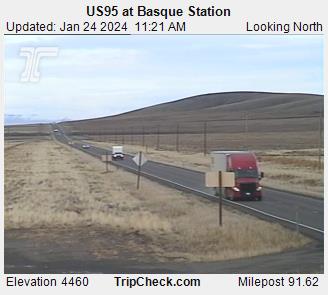 US95 at Basque Station
Updated: Jan 24 2024 11:21 AM Looking North
Elevation 4460 TripCheck.com Milepost 91.62